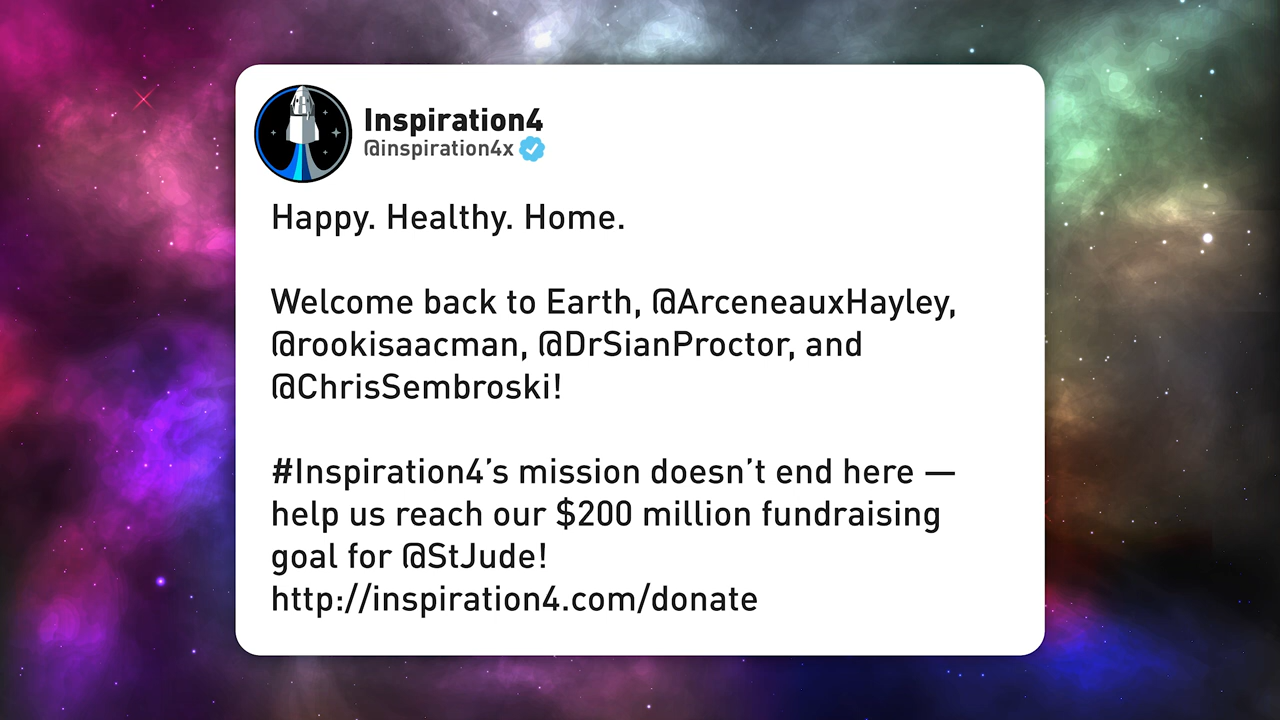 Inspiration4
@inspiration4x
Happy. Healthy. Home.
Welcome back to Earth, @ArceneauxHayley,
@rookisaacman, @DrSianProctor, and
@ChrisSembroski!
#Inspiration4’s mission doesn’t end here —
help us reach our $200 million fundraising
goal for @StJude!
http://inspiration4.com/donate